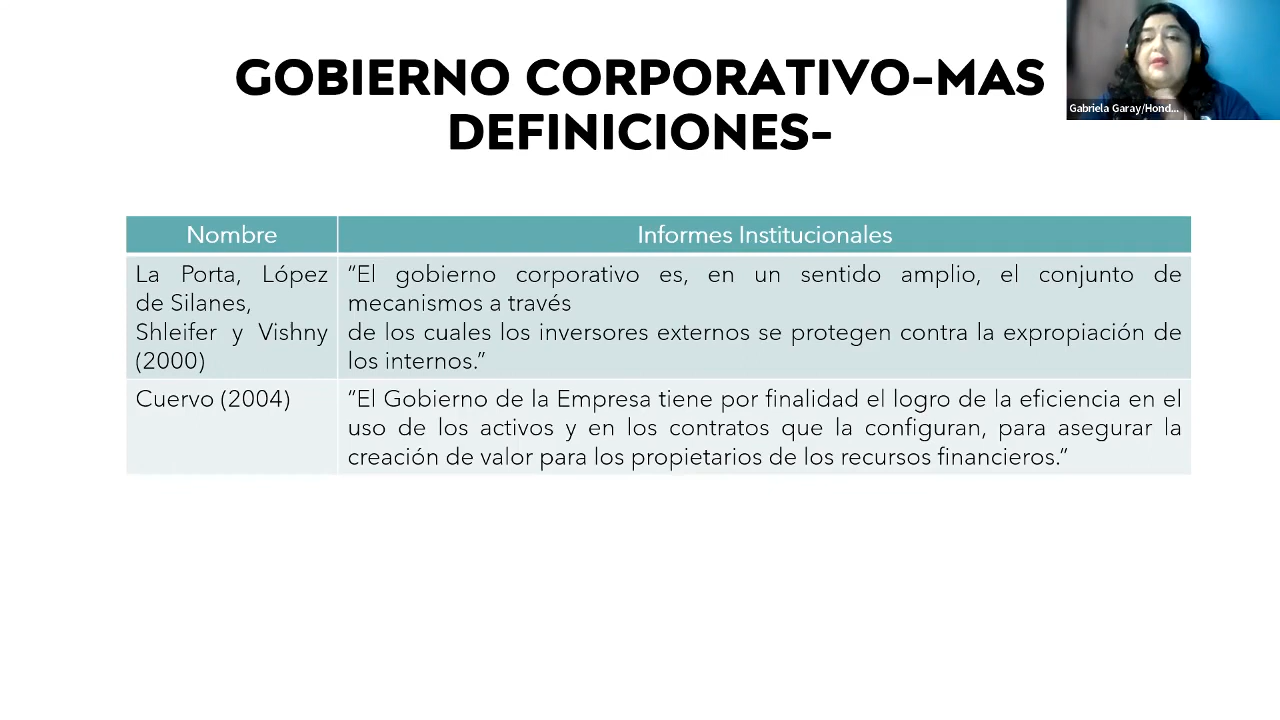 GOBIERNO CORPORATIVO-MAS
DEFINICIONES-
Gabriela Garay/Hond...
Nombre
Informes Institucionales
La Porta, López
de Silanes,
Shleifer y Vishny
(2000)
“El gobierno corporativo es, en un sentido amplio, el conjunto de
mecanismos a través
de los cuales los inversores externos se protegen contra la expropiación de
los internos.”
Cuervo (2004)
“El Gobierno de la Empresa tiene por finalidad el logro de la eficiencia en el
uso de los activos y en los contratos que la configuran, para asegurar la
creación de valor para los propietarios de los recursos financieros.”